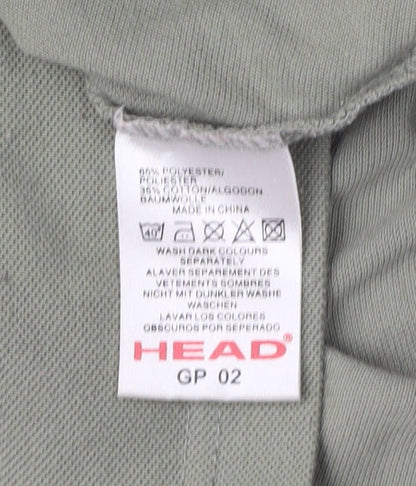 65% POLYESTER/
POLIESTER
35% COTTON/ALGODON
BAUMWOLLE
MADE IN CHINA
40°
WASH DARK COLOURS
SEPARATELY
ALAVER SEPAREMENT DES
VETEMENTS SOMBRES
NICHT MIT DUNKLER WASHE
WASCHEN
LAVAR LOS COLORES
OBSCUROS POR SEPERADO
HEAD®
GP 02